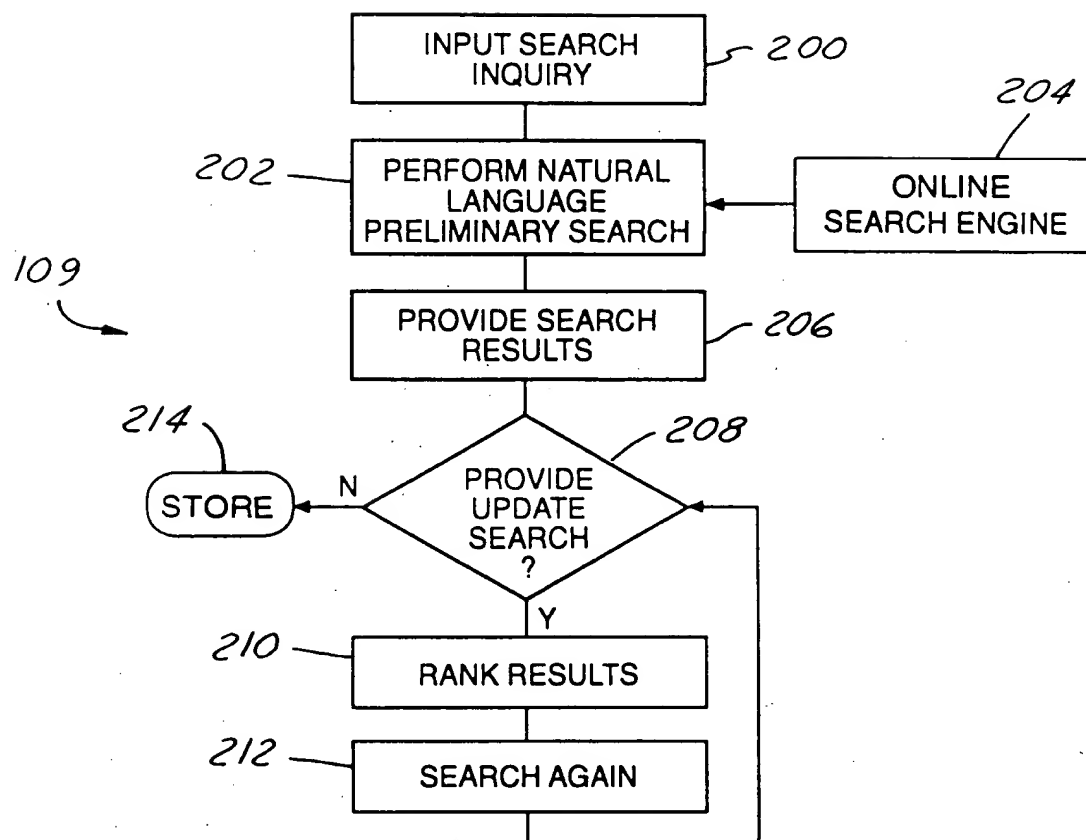 INPUT SEARCH
INQUIRY
200
204
202
PERFORM NATURAL
LANGUAGE
PRELIMINARY SEARCH
ONLINE
SEARCH ENGINE
109
PROVIDE SEARCH
RESULTS
206
214
208
STORE
N
PROVIDE
UPDATE
SEARCH
?
Y
210
RANK RESULTS
212
SEARCH AGAIN